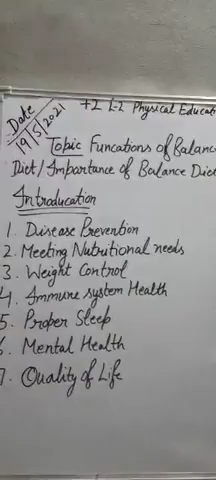 Date
19/5/2021
+2 L-2 Physical Educat
Topic Funcations of Balanc
Diet/Importance of Balance Diet
Introducation
1. Disease Prevention
2. Meeting Nutritional needs
3. Weight Control
4. Immune system Health
5. Proper Sleep
6. Mental Health
7. Quality of Life